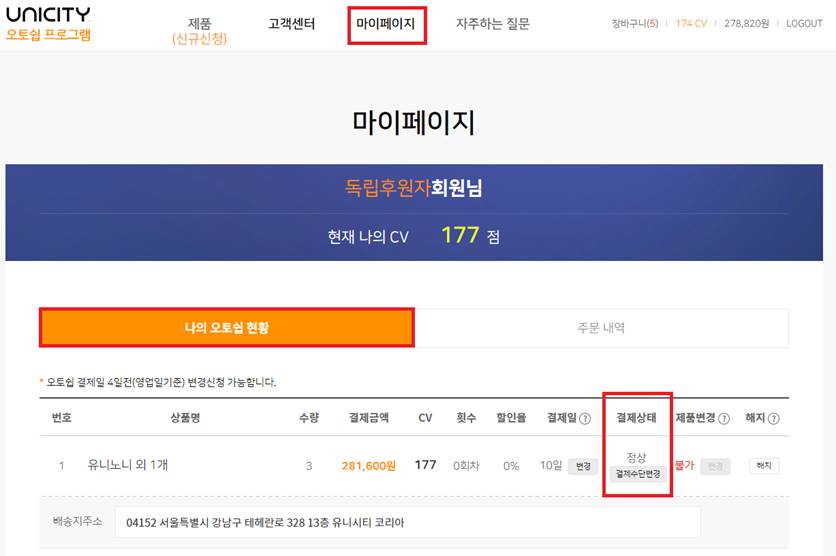 UNICITY
오토쉽 프로그램
제품
(신규신청)
고객센터
마이페이지
자주하는 질문
장바구니(5) | 174 CV | 278,820원 | LOGOUT
마이페이지
독립후원자회원님
현재 나의 CV 177 점
나의 오토쉽 현황
주문 내역
* 오토쉽 결제일 4일전(영업일기준) 변경신청 가능합니다.
번호 상품명 수량 결제금액 CV 횟수 할인율 결제일 ? 결제상태 제품변경 ? 해지 ?
1 유니노니 외 1개 3 281,600원 177 0회차 0% 10일 변경 정상 결제수단변경 불가 변경 해지
배송지주소 04152 서울특별시 강남구 테헤란로 328 13층 유니시티 코리아